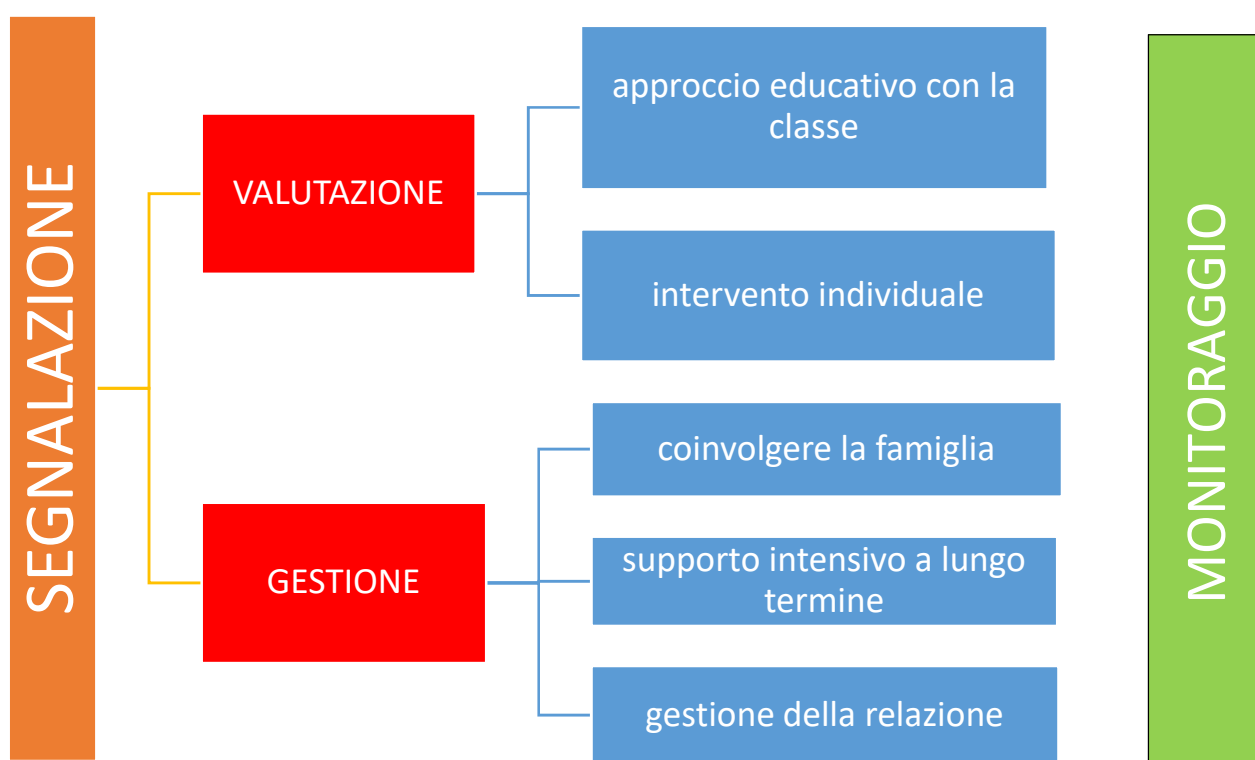 SEGNALAZIONE
VALUTAZIONE
approccio educativo con la
classe
intervento individuale
GESTIONE
coinvolgere la famiglia
supporto intensivo a lungo
termine
gestione della relazione
MONITORAGGIO